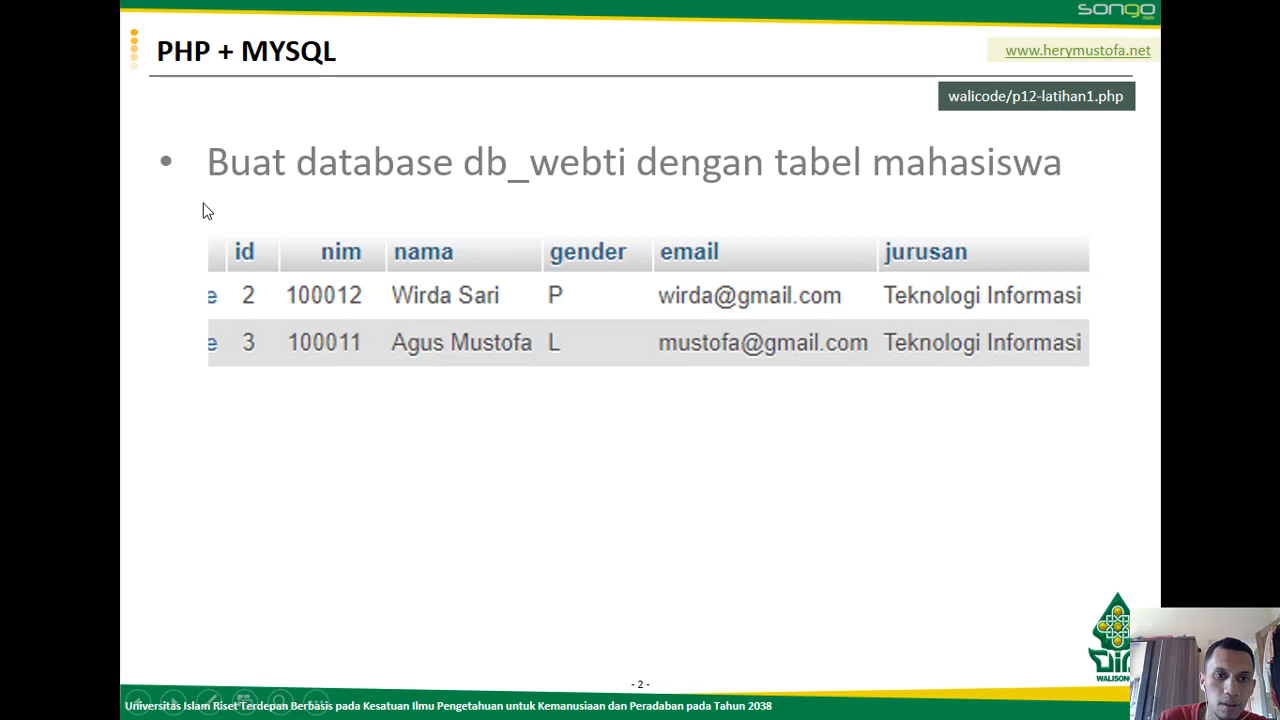 songo
PHP + MYSQL
www.herymustofa.net
walicode/p12-latihan1.php
• Buat database db_webti dengan tabel mahasiswa
id nim nama gender email jurusan
e 2 100012 Wirda Sari P wirda@gmail.com Teknologi Informasi
e 3 100011 Agus Mustofa L mustofa@gmail.com Teknologi Informasi
- 2 -
Universitas Islam Riset Terdepan Berbasis pada Kesatuan Ilmu Pengetahuan untuk Kemanusiaan dan Peradaban pada Tahun 2038